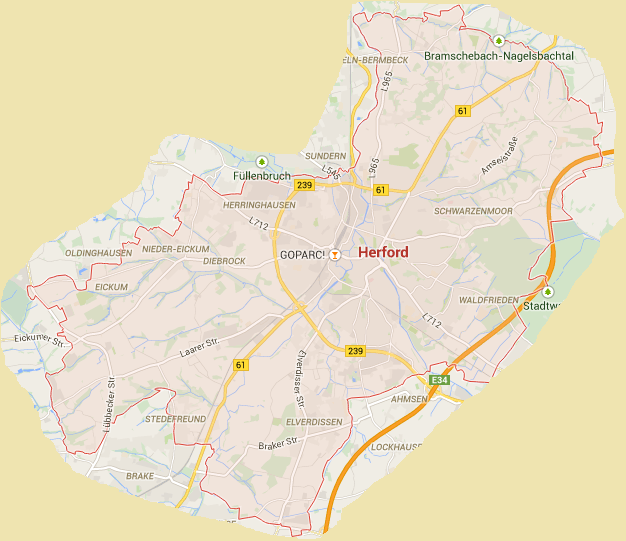 ELN-BERMBECK
Bramschebach-Nagelsbachtal
L965
61
Amselstraße
SUNDERN
L545
L965
Füllenbruch
239
61
HERRINGHAUSEN
SCHWARZENMOOR
L712
NIEDER-EICKUM
OLDINGHAUSEN
DIEBROCK
GOPARC!
Herford
EICKUM
WALDFRIEDEN
Stadtw
L712
Eickumer Str.
Laarer Str.
239
61
Elverdisser Str.
E34
Lübbecker Str.
AHMSEN
STEDEFREUND
ELVERDISSEN
Braker Str.
LOCKHAUSE
BRAKE